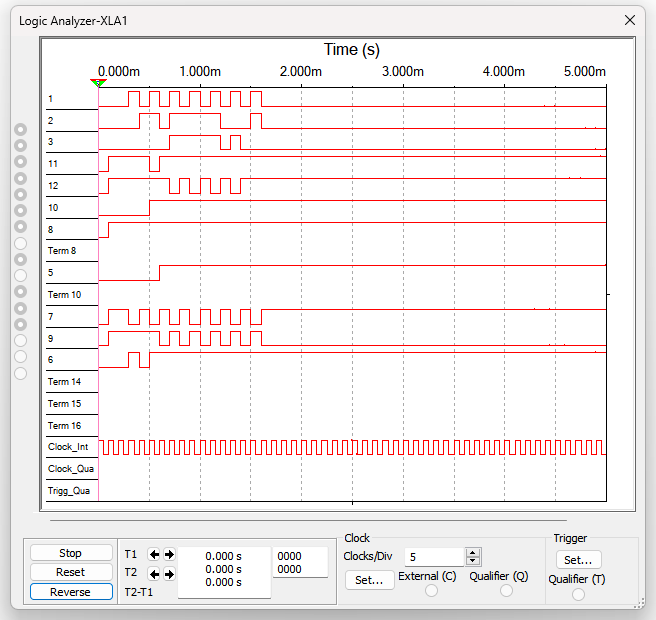 Logic Analyzer-XLA1
Time (s)
0.000m 1.000m 2.000m 3.000m 4.000m 5.000m
1
2
3
11
12
10
8
Term 8
5
Term 10
7
9
6
Term 14
Term 15
Term 16
Clock_Int
Clock_Qua
Trigg_Qua
Stop
Reset
Reverse
T1
T2
T2-T1
0.000 s
0.000 s
0.000 s
0000
0000
Clock
Clocks/Div 5
Set... External (C) Qualifier (Q)
Trigger
Set...
Qualifier (T)